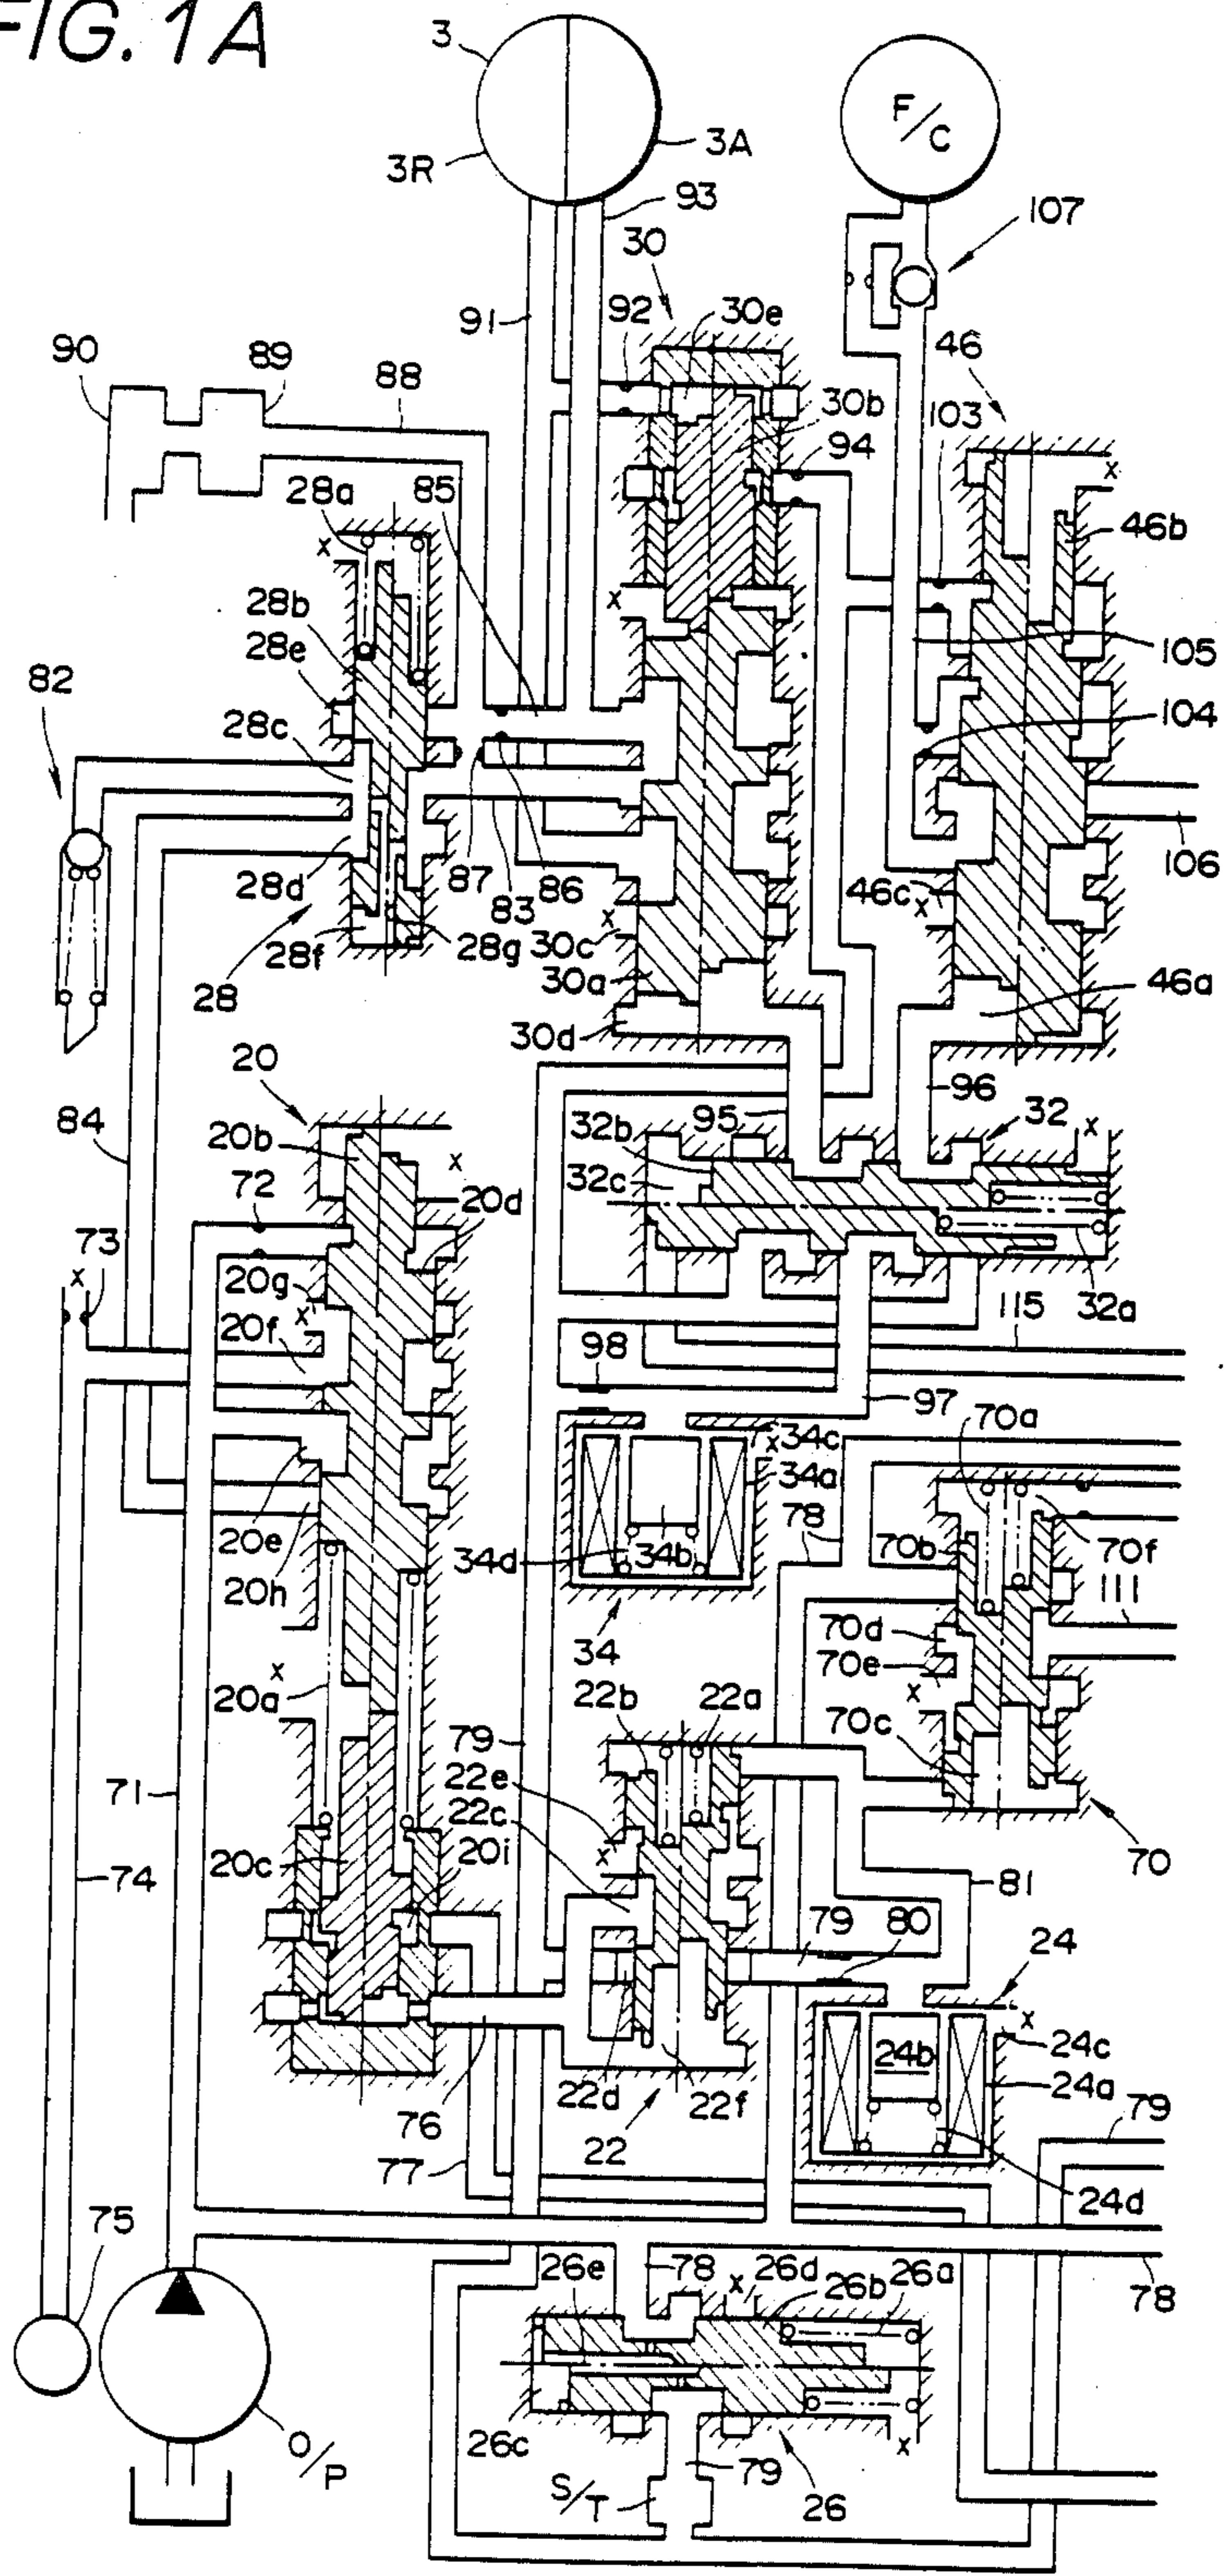 FIG. 1A
3
3R
3A
F/C
93
107
30
91
92
30e
46
90
89
88
30b
103
94
28a
85
x
x
46b
28b
28e
x
105
82
28c
104
28d
87
83
86
46c
x
106
28f
28g
x
30c
28
30a
46a
30d
20
96
84
20b
95
32
x
32b
x
72
32c
20d
73
x
20g
x
20f
115
32a
98
97
70a
34c
x
34a
20e
78
34d
34b
70b
70f
20h
111
34
70d
x
20a
22b
22a
70e
x
70c
79
22e
71
22c
20c
20i
x
70
74
81
79
80
24
x
24b
24c
22d
22f
24a
76
22
79
77
24d
75
26e
78
x
26d
26b
26a
78
26c
x
O/P
79
S/T
26